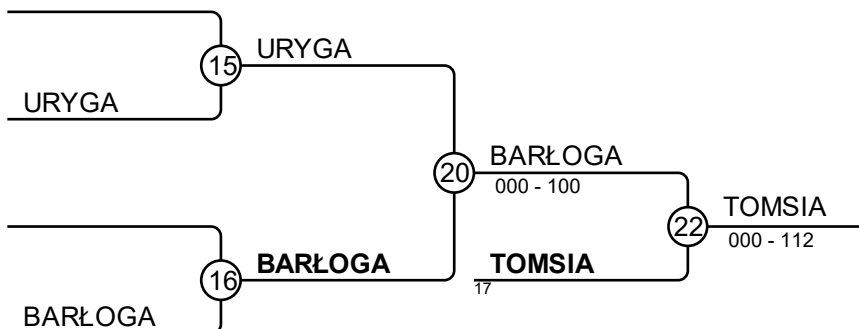 URYGA
15
URYGA
BARŁOGA
20
000 - 100
TOMSIA
22
000 - 112
BARŁOGA
TOMSIA
16
17
BARŁOGA